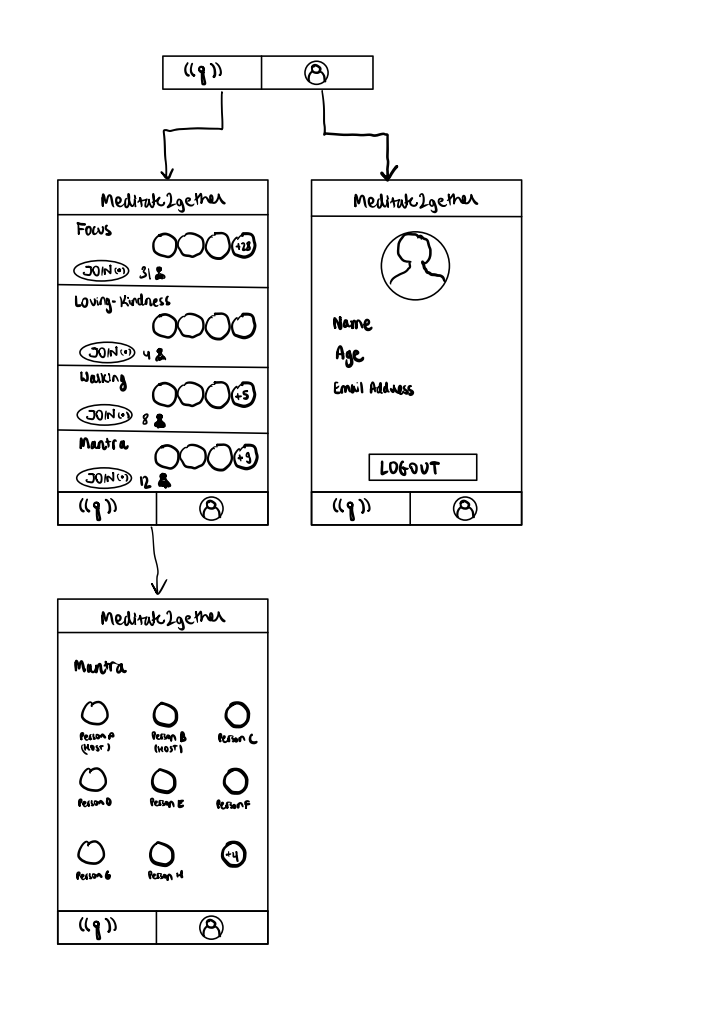 Meditate2gether
Focus
+28
JOIN 31
Loving-Kindness
JOIN 4
Walking
+5
JOIN 8
Mantra
+9
JOIN 12
Meditate2gether
Name
Age
Email Address
LOGOUT
Meditate2gether
Mantra
Person A Person B Person C
(HOST) (HOST)
Person D Person E Person F
+4
Person G Person H